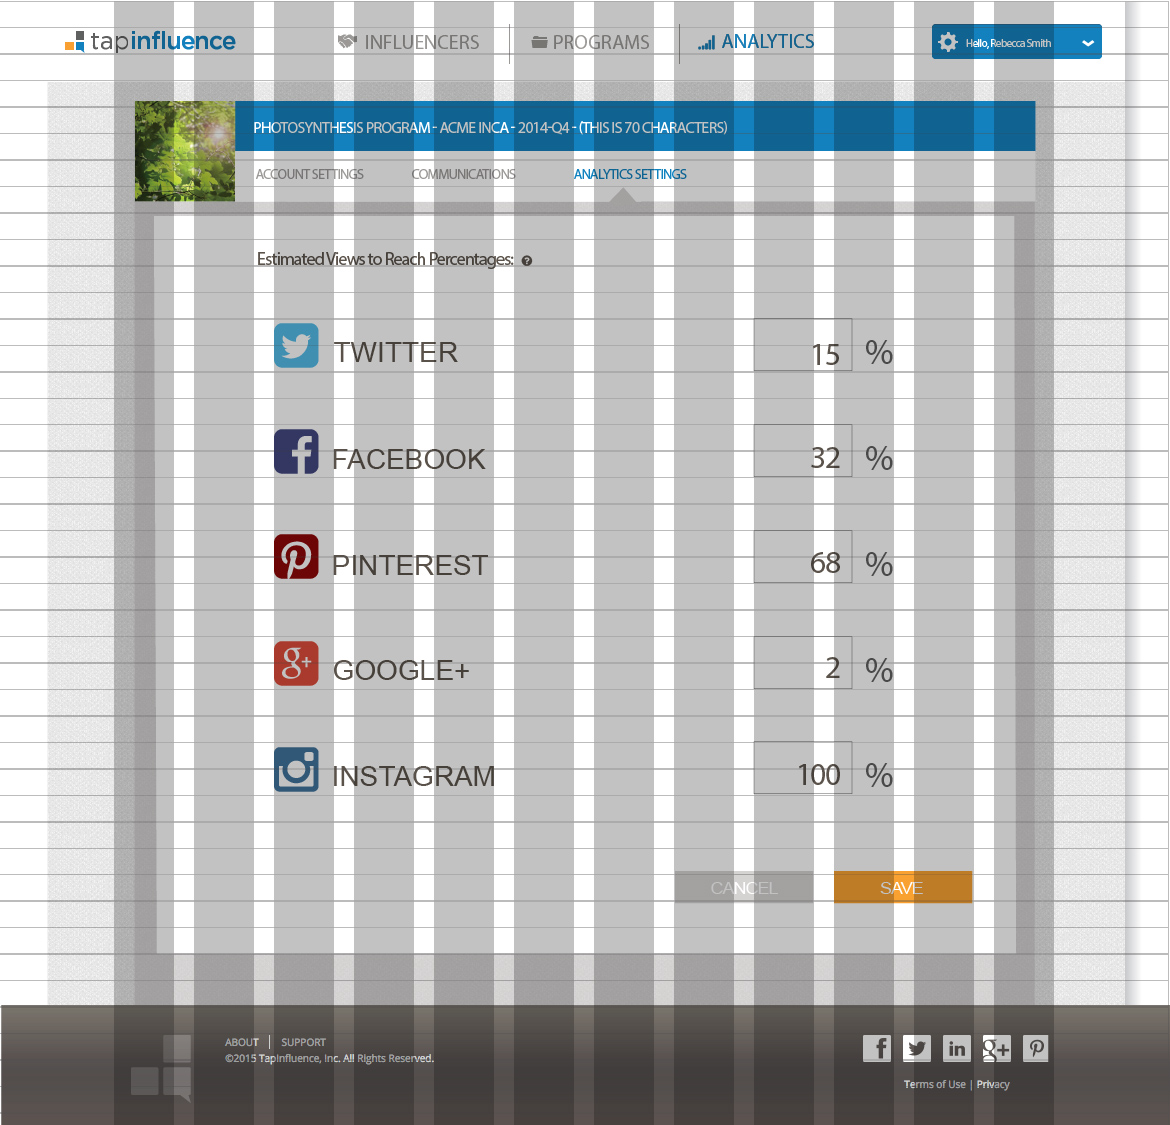 tapinfluence
INFLUENCERS
PROGRAMS
ANALYTICS
Hello, Rebecca Smith
PHOTOSYNTHESIS PROGRAM - ACME INCA - 2014-Q4 - (THIS IS 70 CHARACTERS)
ACCOUNT SETTINGS
COMMUNICATIONS
ANALYTICS SETTINGS
Estimated Views to Reach Percentages: ?
TWITTER 15 %
FACEBOOK 32 %
PINTEREST 68 %
g+ GOOGLE+ 2 %
INSTAGRAM 100 %
CANCEL SAVE
ABOUT | SUPPORT
©2015 TapInfluence, Inc. All Rights Reserved.
f in g+
Terms of Use | Privacy